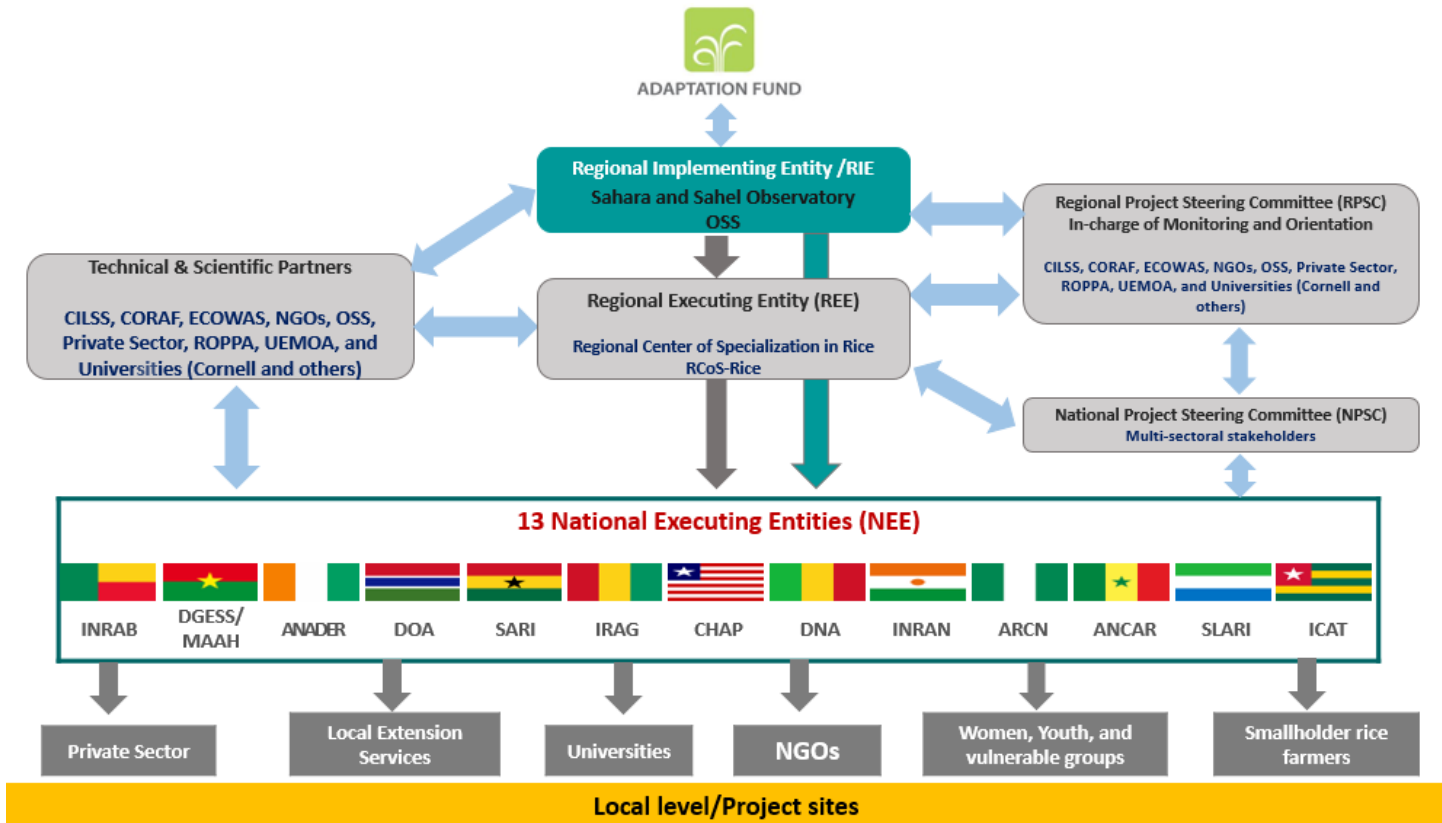 af
ADAPTATION FUND
Regional Implementing Entity /RIE
Sahara and Sahel Observatory
OSS
Regional Project Steering Committee (RPSC)
In-charge of Monitoring and Orientation
CILSS, CORAF, ECOWAS, NGOs, OSS, Private Sector,
ROPPA, UEMOA, and Universities (Cornell and
others)
Technical & Scientific Partners
CILSS, CORAF, ECOWAS, NGOs, OSS,
Private Sector, ROPPA, UEMOA, and
Universities (Cornell and others)
Regional Executing Entity (REE)
Regional Center of Specialization in Rice
RCoS-Rice
National Project Steering Committee (NPSC)
Multi-sectoral stakeholders
13 National Executing Entities (NEE)
INRAB
DGESS/
MAAH
ANADER
DOA
SARI
IRAG
CHAP
DNA
INRAN
ARCN
ANCAR
SLARI
ICAT
Private Sector
Local Extension
Services
Universities
NGOs
Women, Youth, and
vulnerable groups
Smallholder rice
farmers
Local level/Project sites